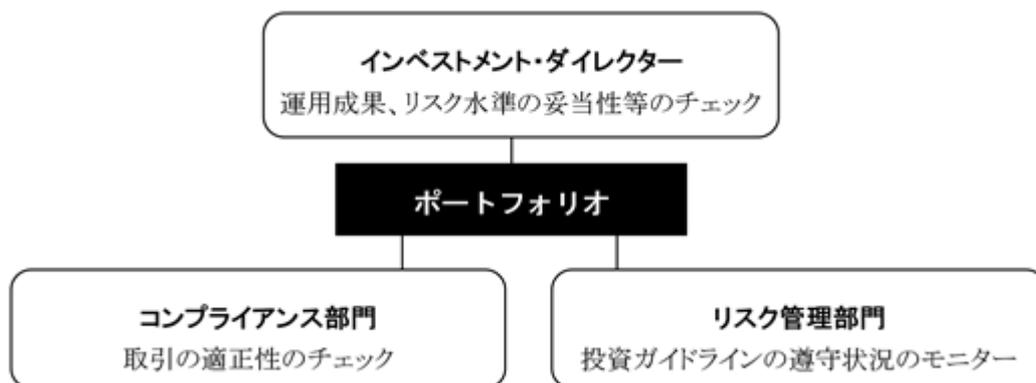 インベストメント・ダイレクター
運用成果、リスク水準の妥当性等のチェック
ポートフォリオ
コンプライアンス部門
取引の適正性のチェック
リスク管理部門
投資ガイドラインの遵守状況のモニター